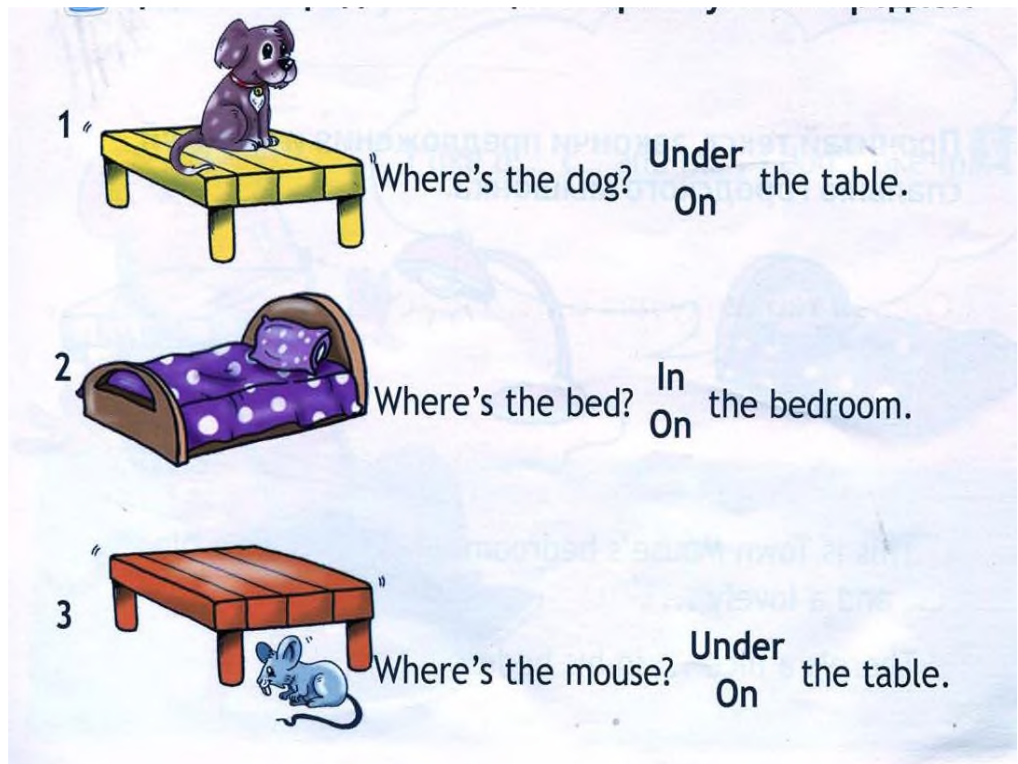 1
Where's the dog? Under the table.
On
2
Where's the bed? In the bedroom.
On
3
Where's the mouse? Under the table.
On